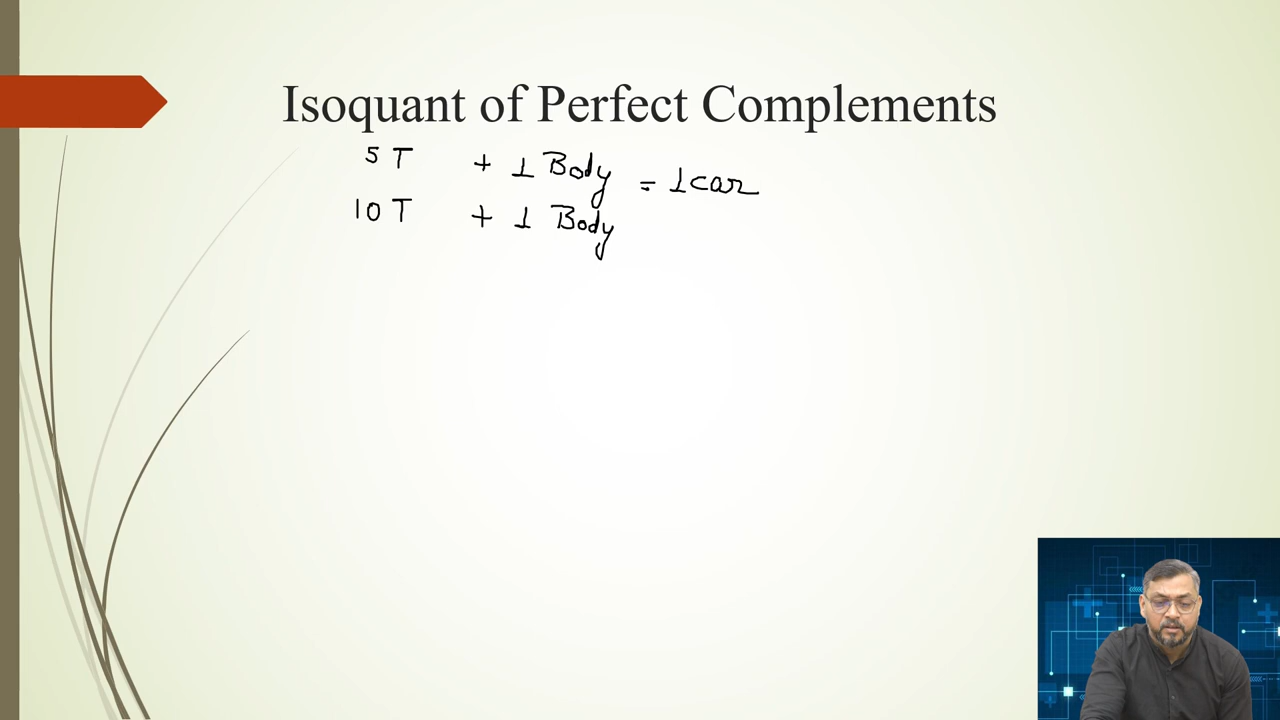 Isoquant of Perfect Complements
5 T + 1 Body = 1 car
10 T + 1 Body